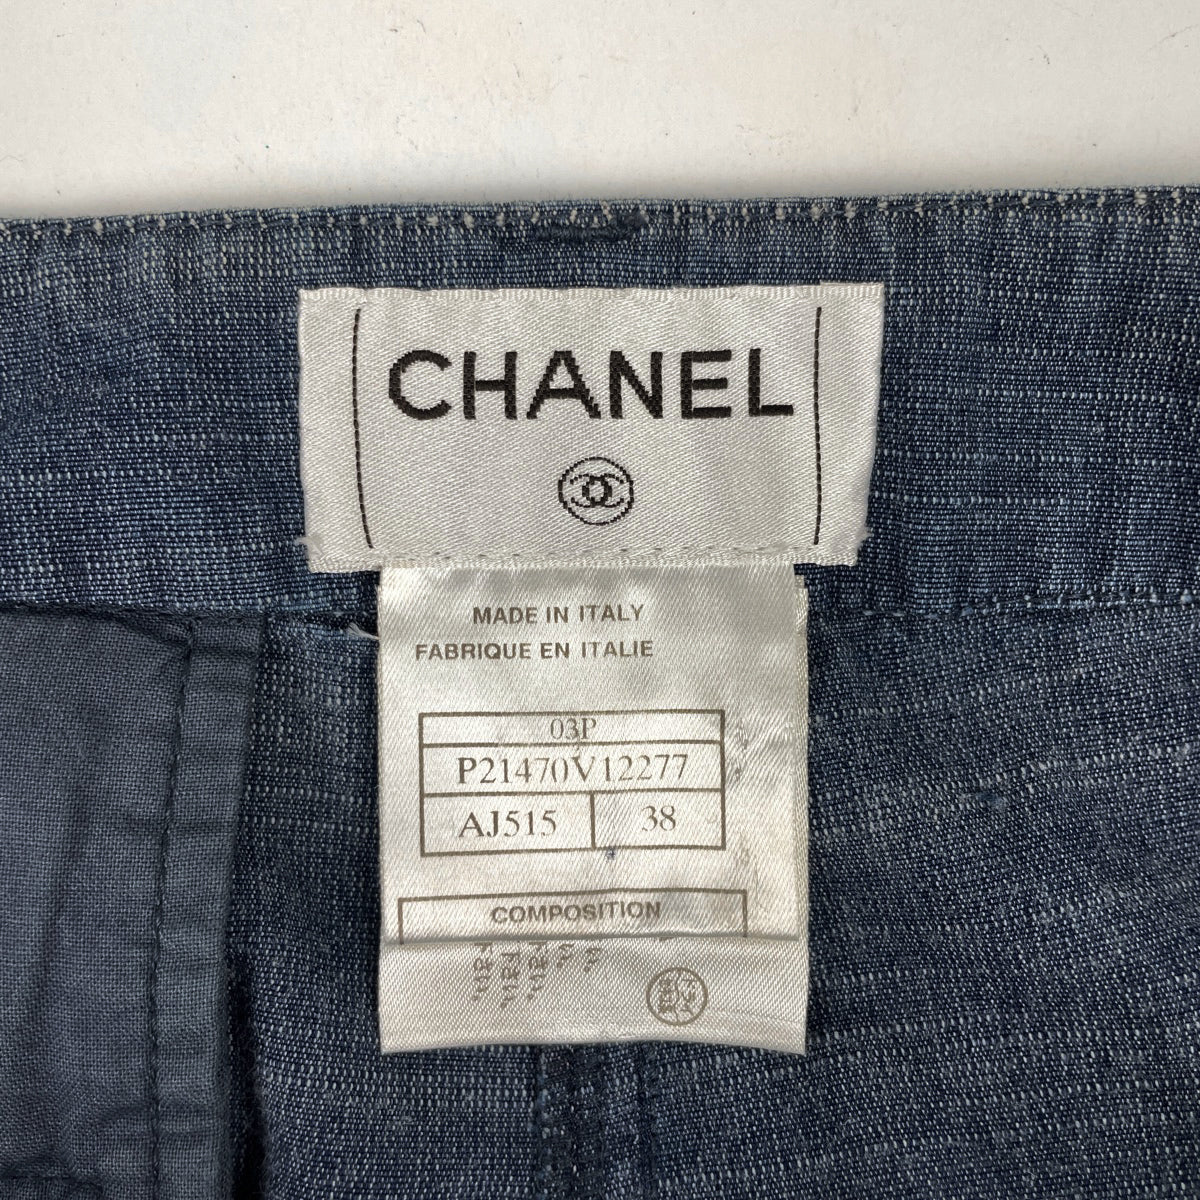 CHANEL
MADE IN ITALY
FABRIQUE EN ITALIE
03P
P21470V12277
AJ515 38
COMPOSITION